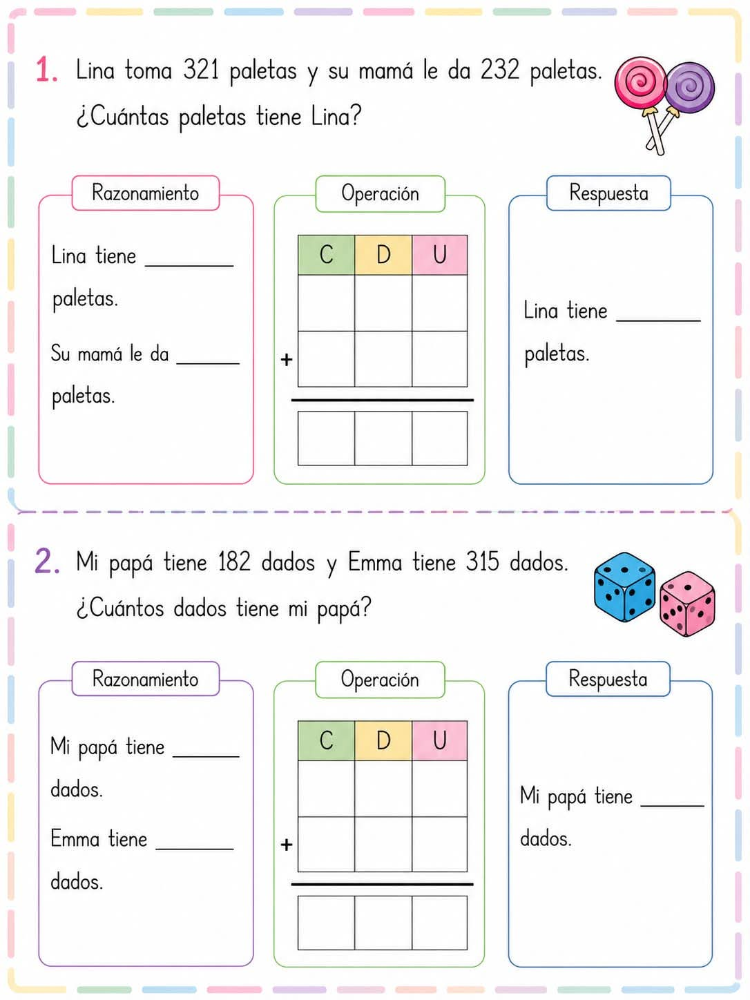 1. Lina toma 321 paletas y su mamá le da 232 paletas.
¿Cuántas paletas tiene Lina?
Razonamiento
Lina tiene ________
paletas.
Su mamá le da ______
paletas.
Operación
C D U
+
Respuesta
Lina tiene ________
paletas.
2. Mi papá tiene 182 dados y Emma tiene 315 dados.
¿Cuántos dados tiene mi papá?
Razonamiento
Mi papá tiene ______
dados.
Emma tiene _______
dados.
Operación
C D U
+
Respuesta
Mi papá tiene ______
dados.